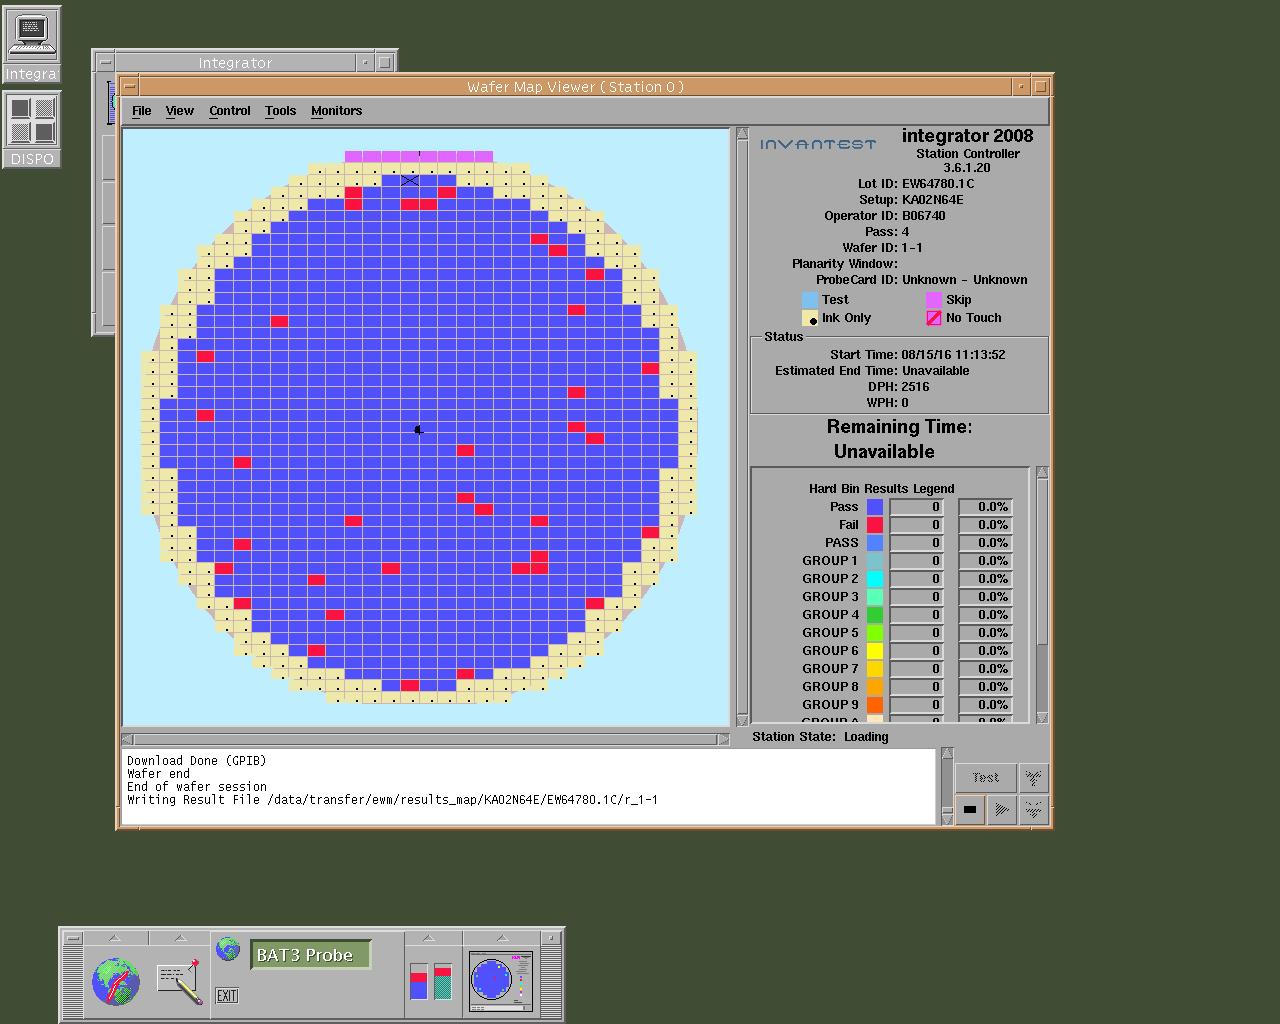 Integra
DISPO
Integrator
Wafer Map Viewer ( Station 0 )
File View Control Tools Monitors
INVANTEST
integrator 2008
Station Controller
3.6.1.20
Lot ID: EW64780.1C
Setup: KA02N64E
Operator ID: B06740
Pass: 4
Wafer ID: 1-1
Planarity Window:
ProbeCard ID: Unknown - Unknown
Test Skip
Ink Only No Touch
Status
Start Time: 08/15/16 11:13:52
Estimated End Time: Unavailable
DPH: 2516
WPH: 0
Remaining Time:
Unavailable
Hard Bin Results Legend
Pass 0 0.0%
Fail 0 0.0%
PASS 0 0.0%
GROUP 1 0 0.0%
GROUP 2 0 0.0%
GROUP 3 0 0.0%
GROUP 4 0 0.0%
GROUP 5 0 0.0%
GROUP 6 0 0.0%
GROUP 7 0 0.0%
GROUP 8 0 0.0%
GROUP 9 0 0.0%
GROUP A 0 0.0%
Station State: Loading
Download Done (GPIB)
Wafer end
End of wafer session
Writing Result File /data/transfer/ewm/results_map/KA02N64E/EW64780.1C/r_1-1
Test
BAT3 Probe
EXIT